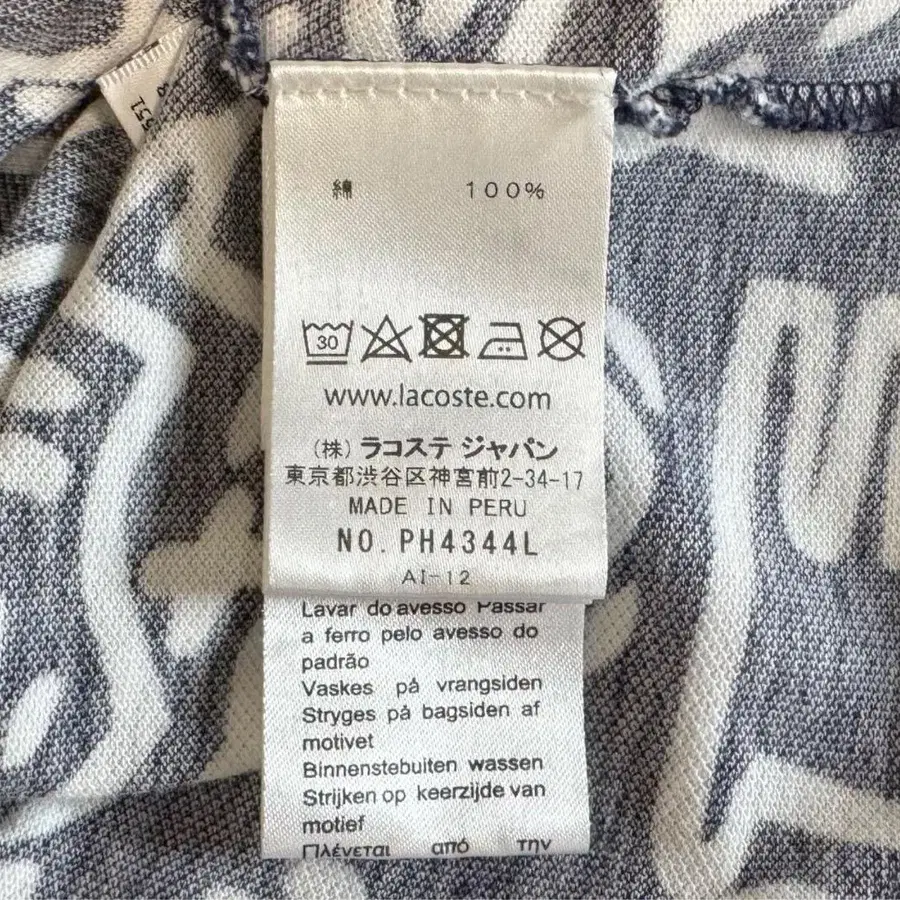 綿 100%
30
www.lacoste.com
(株) ラコステ ジャパン
東京都渋谷区神宮前2-34-17
MADE IN PERU
NO. PH4344L
AI-12
Lavar do avesso Passar
a ferro pelo avesso do
padrão
Vaskes på vrangsiden
Stryges på bagsiden af
motivet
Binnenstebuiten wassen
Strijken op keerzijde van
motief
Πλένεται από την